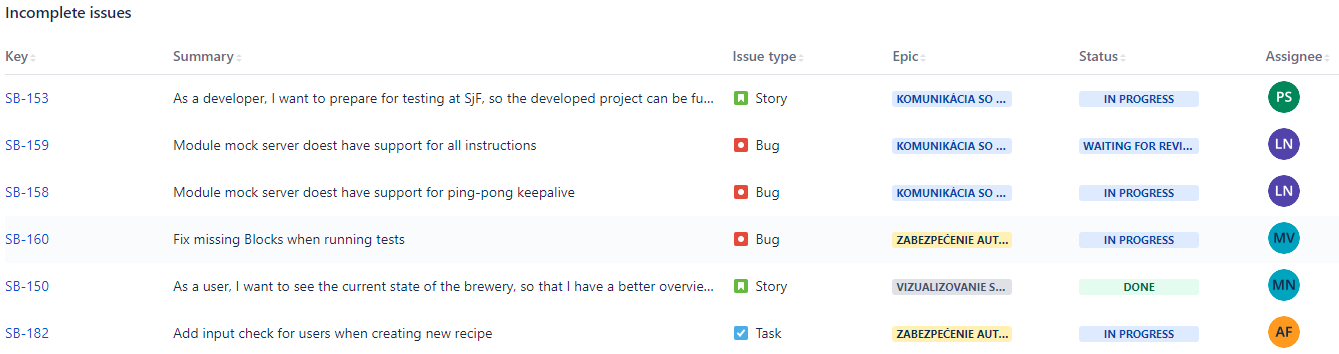 Incomplete issues
Key Summary Issue type Epic Status Assignee
SB-153 As a developer, I want to prepare for testing at SjF, so the developed project can be fu... Story KOMUNIKÁCIA SO ... IN PROGRESS PS
SB-159 Module mock server doest have support for all instructions Bug KOMUNIKÁCIA SO ... WAITING FOR REVI... LN
SB-158 Module mock server doest have support for ping-pong keepalive Bug KOMUNIKÁCIA SO ... IN PROGRESS LN
SB-160 Fix missing Blocks when running tests Bug ZABEZPEČENIE AUT... IN PROGRESS MV
SB-150 As a user, I want to see the current state of the brewery, so that I have a better overvie... Story VIZUALIZOVANIE S... DONE MN
SB-182 Add input check for users when creating new recipe Task ZABEZPEČENIE AUT... IN PROGRESS AF